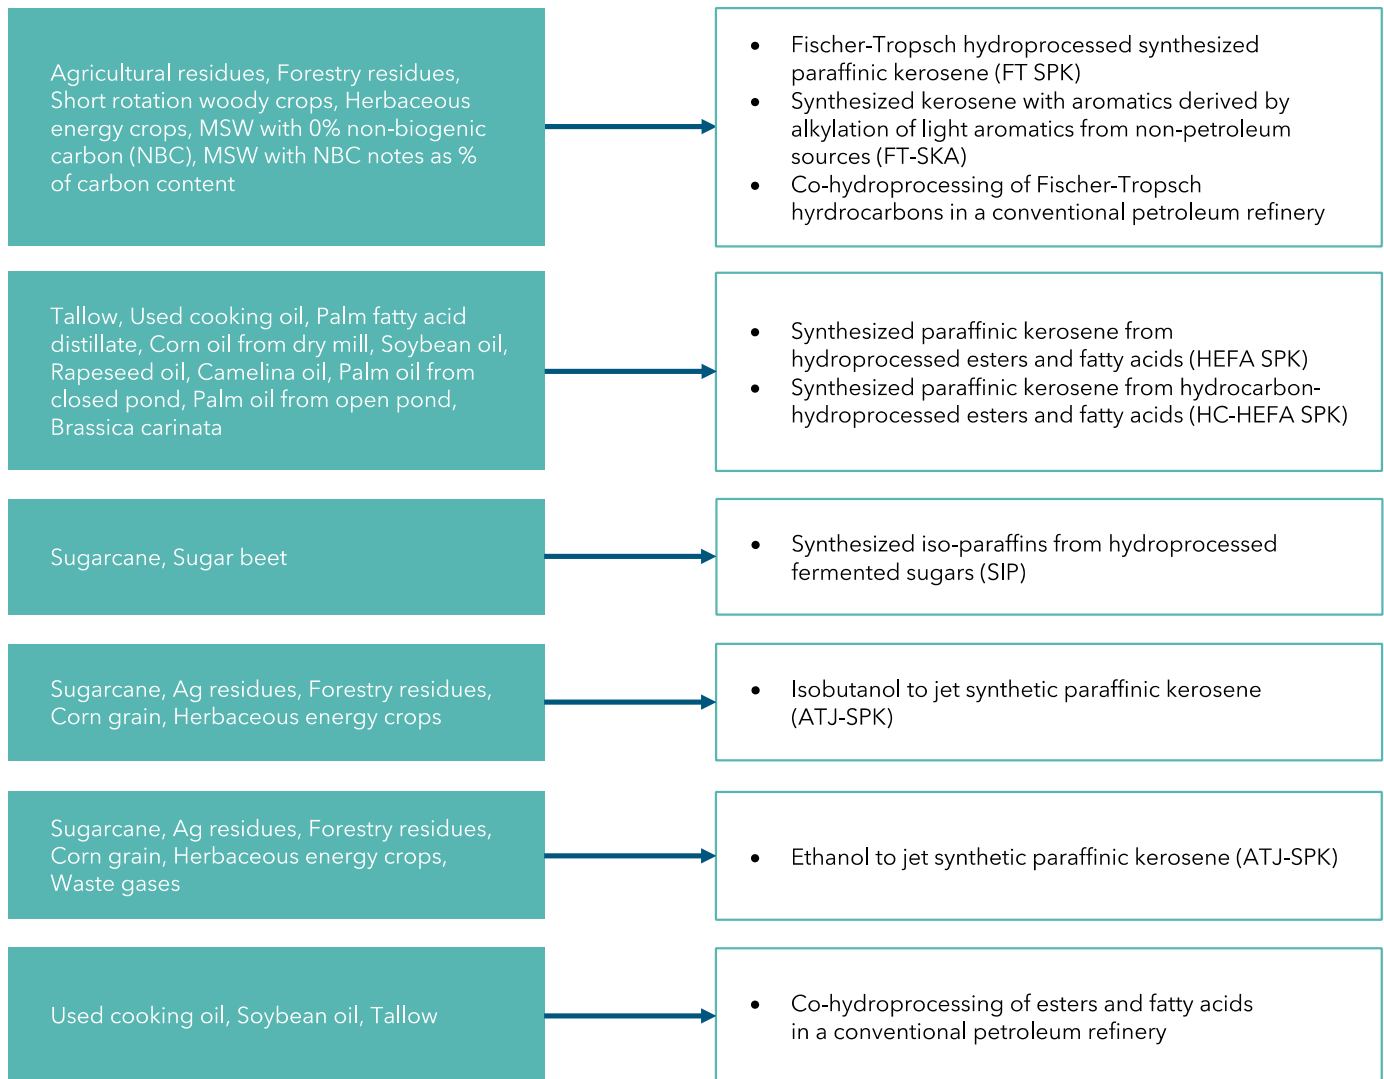 Agricultural residues, Forestry residues,
Short rotation woody crops, Herbaceous
energy crops, MSW with 0% non-biogenic
carbon (NBC), MSW with NBC notes as %
of carbon content
• Fischer-Tropsch hydroprocessed synthesized
paraffinic kerosene (FT SPK)
• Synthesized kerosene with aromatics derived by
alkylation of light aromatics from non-petroleum
sources (FT-SKA)
• Co-hydroprocessing of Fischer-Tropsch
hyrdrocarbons in a conventional petroleum refinery
Tallow, Used cooking oil, Palm fatty acid
distillate, Corn oil from dry mill, Soybean oil,
Rapeseed oil, Camelina oil, Palm oil from
closed pond, Palm oil from open pond,
Brassica carinata
• Synthesized paraffinic kerosene from
hydroprocessed esters and fatty acids (HEFA SPK)
• Synthesized paraffinic kerosene from hydrocarbon-
hydroprocessed esters and fatty acids (HC-HEFA SPK)
Sugarcane, Sugar beet
• Synthesized iso-paraffins from hydroprocessed
fermented sugars (SIP)
Sugarcane, Ag residues, Forestry residues,
Corn grain, Herbaceous energy crops
• Isobutanol to jet synthetic paraffinic kerosene
(ATJ-SPK)
Sugarcane, Ag residues, Forestry residues,
Corn grain, Herbaceous energy crops,
Waste gases
• Ethanol to jet synthetic paraffinic kerosene (ATJ-SPK)
Used cooking oil, Soybean oil, Tallow
• Co-hydroprocessing of esters and fatty acids
in a conventional petroleum refinery